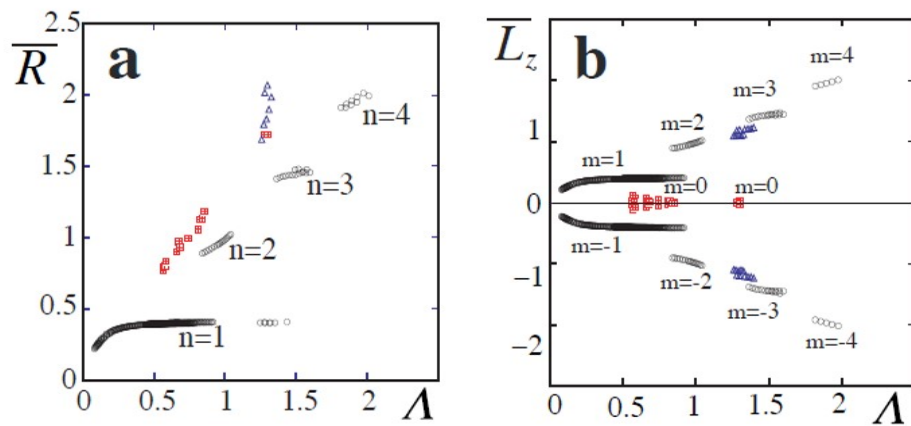 2.5
R
a
2
n=4
1.5
n=3
1
n=2
0.5
n=1
0
0 0.5 1 1.5 2 Λ
L_z
b
m=4
m=3
m=2
1
m=1
m=0 m=0
0
m=-1
-1
m=-2
m=-3
-2
m=-4
0 0.5 1 1.5 2 Λ